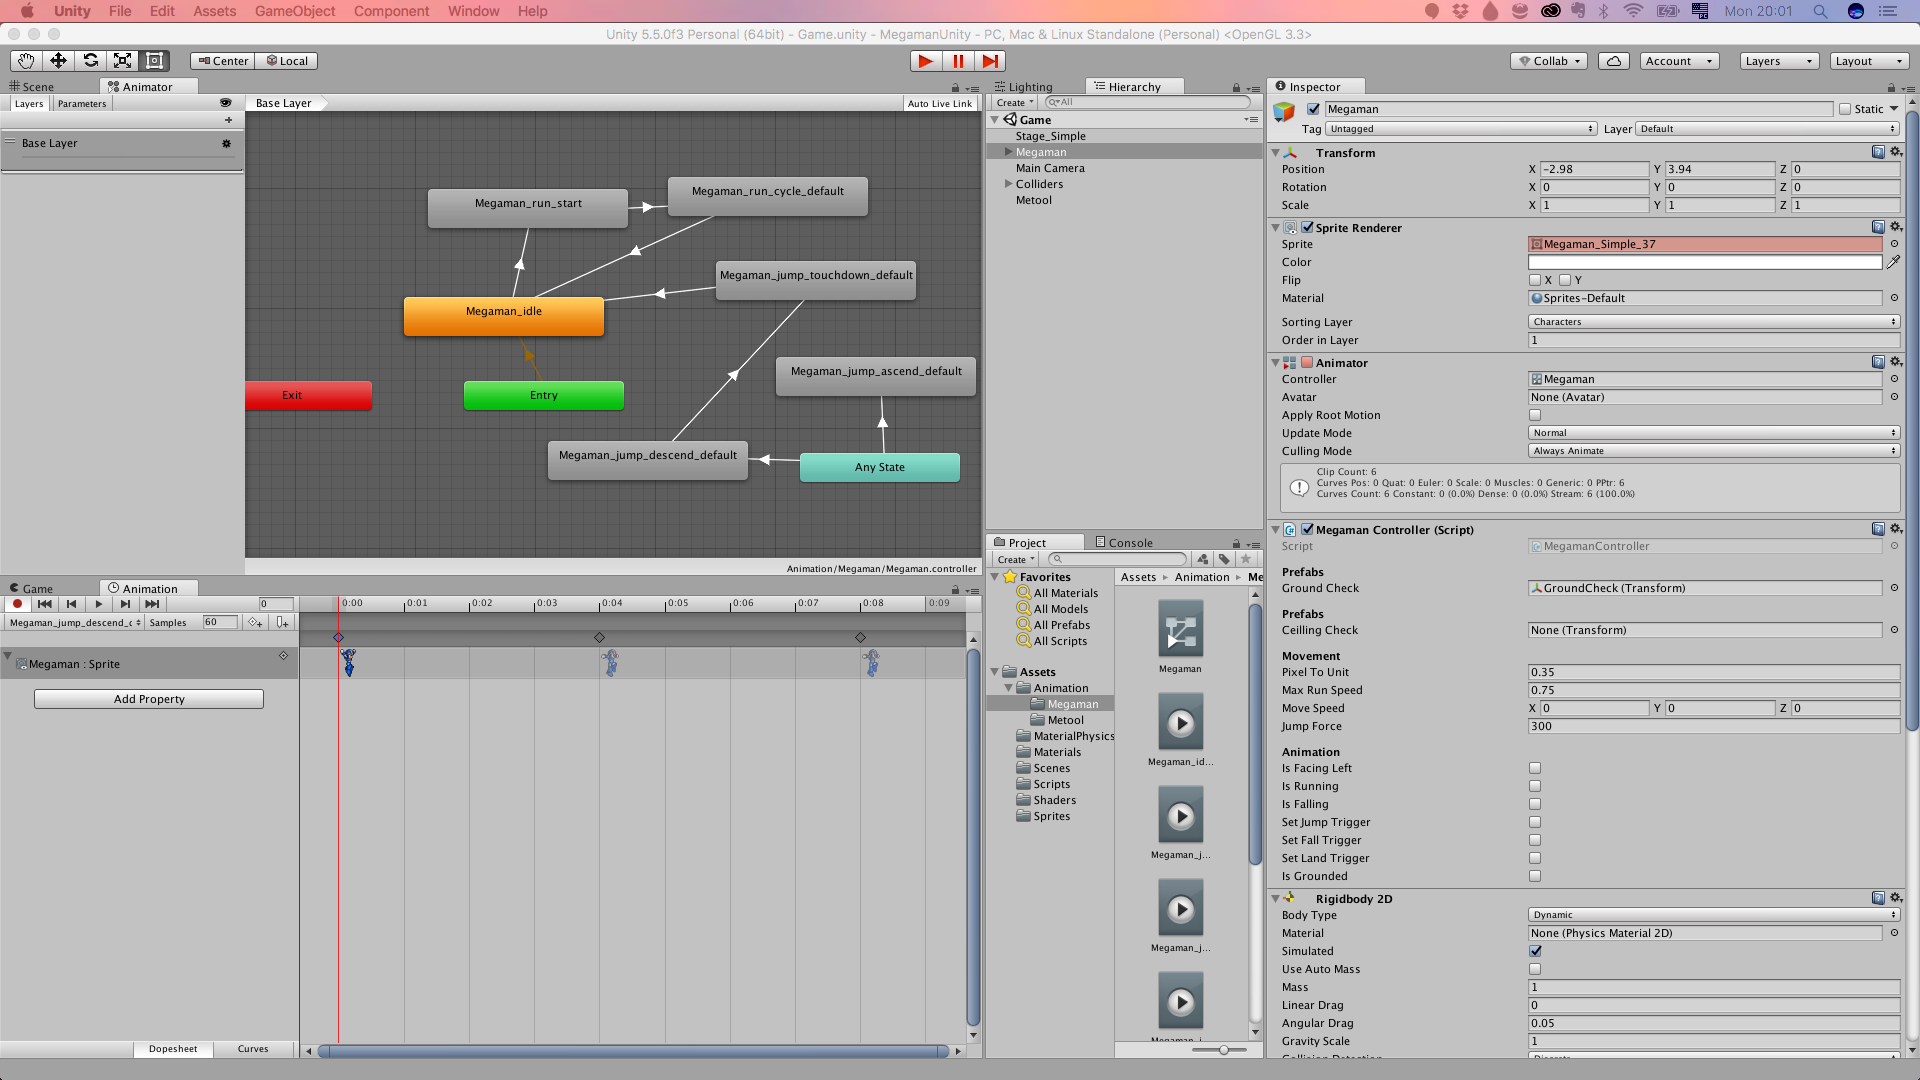 Unity File Edit Assets GameObject Component Window Help Mon 20:01
Unity 5.5.0f3 Personal (64bit) - Game.unity - MegamanUnity - PC, Mac & Linux Standalone (Personal) <OpenGL 3.3>
Center Local Collab Account Layers Layout
Scene Animator
Layers Parameters Base Layer Auto Live Link
Base Layer
Megaman_run_start
Megaman_run_cycle_default
Megaman_jump_touchdown_default
Megaman_idle
Megaman_jump_ascend_default
Exit
Entry
Megaman_jump_descend_default
Any State
Animation/Megaman/Megaman.controller
Game Animation
0 0:00 0:01 0:02 0:03 0:04 0:05 0:06 0:07 0:08 0:09
Megaman_jump_descend_ Samples 60
Megaman : Sprite
Add Property
Dopesheet Curves
Lighting Hierarchy
Create All
Game
Stage_Simple
Megaman
Main Camera
Colliders
Metool
Project Console
Create
Favorites
All Materials
All Models
All Prefabs
All Scripts
Assets
Animation
Megaman
Metool
MaterialPhysics
Materials
Scenes
Scripts
Shaders
Sprites
Assets Animation Me
Megaman
Megaman_id...
Megaman_j...
Megaman_j...
Inspector
Megaman Static
Tag Untagged Layer Default
Transform
Position X -2.98 Y 3.94 Z 0
Rotation X 0 Y 0 Z 0
Scale X 1 Y 1 Z 1
Sprite Renderer
Sprite Megaman_Simple_37
Color
Flip X Y
Material Sprites-Default
Sorting Layer Characters
Order in Layer 1
Animator
Controller Megaman
Avatar None (Avatar)
Apply Root Motion
Update Mode Normal
Culling Mode Always Animate
Clip Count: 6
Curves Pos: 0 Quat: 0 Euler: 0 Scale: 0 Muscles: 0 Generic: 0 PPtr: 6
Curves Count: 6 Constant: 0 (0.0%) Dense: 0 (0.0%) Stream: 6 (100.0%)
Megaman Controller (Script)
Script MegamanController
Prefabs
Ground Check GroundCheck (Transform)
Prefabs
Ceilling Check None (Transform)
Movement
Pixel To Unit 0.35
Max Run Speed 0.75
Move Speed X 0 Y 0 Z 0
Jump Force 300
Animation
Is Facing Left
Is Running
Is Falling
Set Jump Trigger
Set Fall Trigger
Set Land Trigger
Is Grounded
Rigidbody 2D
Body Type Dynamic
Material None (Physics Material 2D)
Simulated
Use Auto Mass
Mass 1
Linear Drag 0
Angular Drag 0.05
Gravity Scale 1